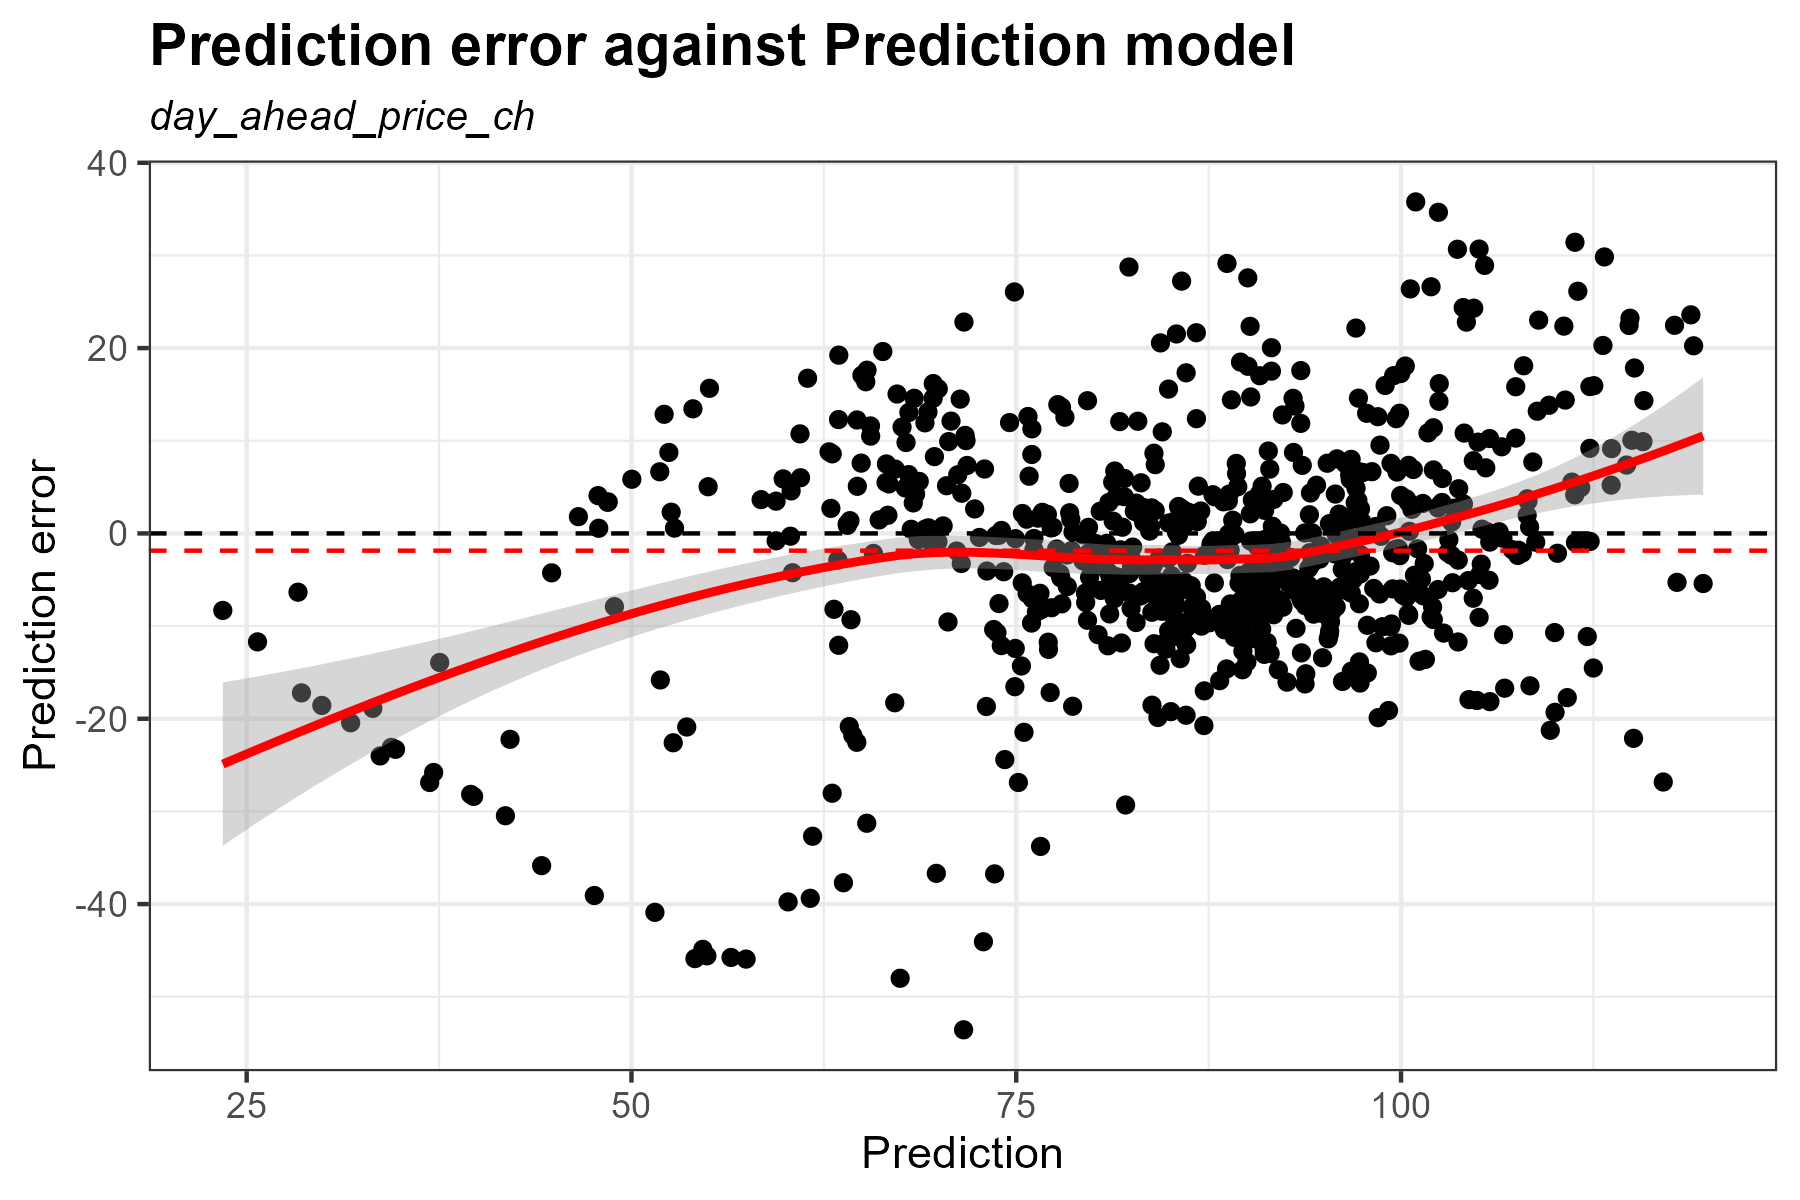 Prediction error against Prediction model
day_ahead_price_ch
40
20
0
-20
-40
Prediction error
25 50 75 100
Prediction